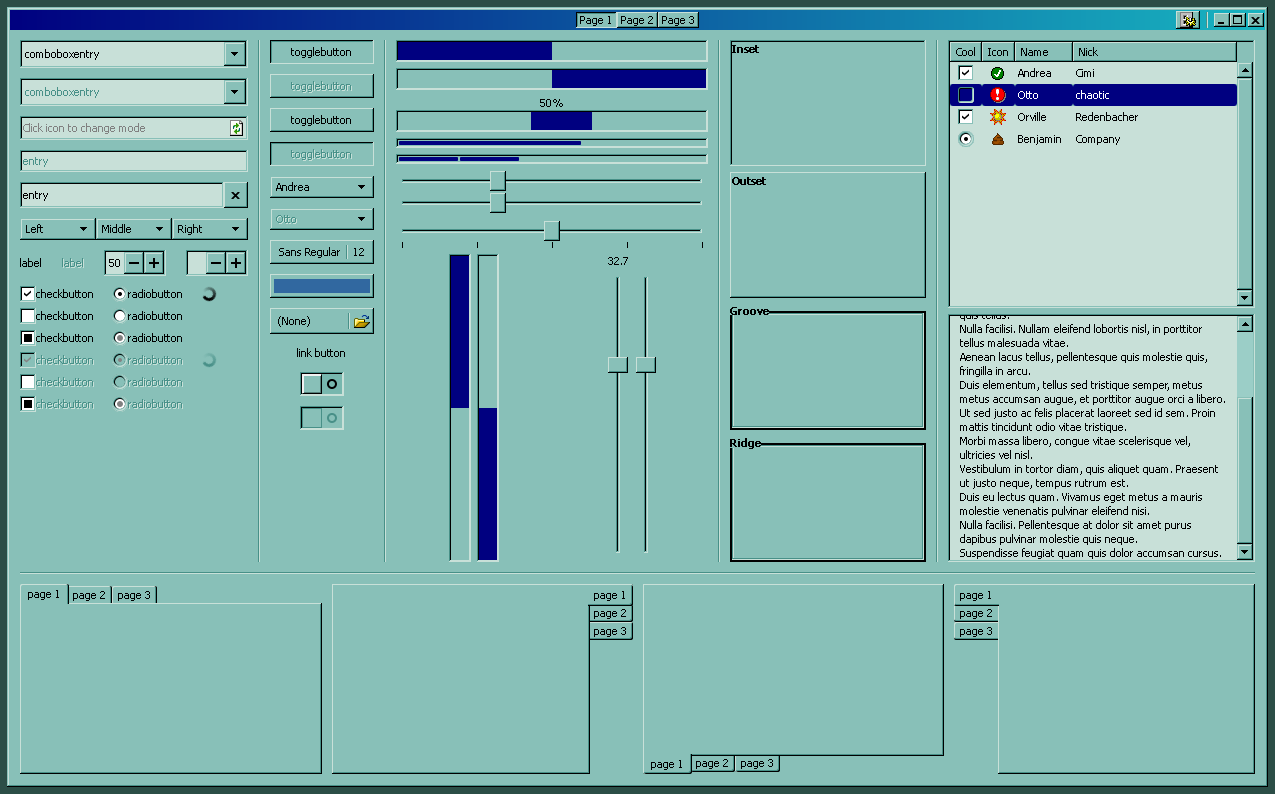 Page 1 Page 2 Page 3
comboboxentry
comboboxentry
Click icon to change mode
entry
entry
Left Middle Right
label label 50
checkbutton radiobutton
checkbutton radiobutton
checkbutton radiobutton
checkbutton radiobutton
checkbutton radiobutton
checkbutton radiobutton
togglebutton
togglebutton
togglebutton
togglebutton
Andrea
Otto
Sans Regular 12
(None)
link button
50%
32.7
Inset
Outset
Groove
Ridge
Cool Icon Name Nick
Andrea Cimi
Otto chaotic
Orville Redenbacher
Benjamin Company
quis tellus.
Nulla facilisi. Nullam eleifend lobortis nisl, in porttitor
tellus malesuada vitae.
Aenean lacus tellus, pellentesque quis molestie quis,
fringilla in arcu.
Duis elementum, tellus sed tristique semper, metus
metus accumsan augue, et porttitor augue orci a libero.
Ut sed justo ac felis placerat laoreet sed id sem. Proin
mattis tincidunt odio vitae tristique.
Morbi massa libero, congue vitae scelerisque vel,
ultricies vel nisl.
Vestibulum in tortor diam, quis aliquet quam. Praesent
ut justo neque, tempus rutrum est.
Duis eu lectus quam. Vivamus eget metus a mauris
molestie venenatis pulvinar eleifend nisi.
Nulla facilisi. Pellentesque at dolor sit amet purus
dapibus pulvinar molestie quis neque.
Suspendisse feugiat quam quis dolor accumsan cursus.
page 1 page 2 page 3
page 1
page 2
page 3
page 1 page 2 page 3
page 1
page 2
page 3